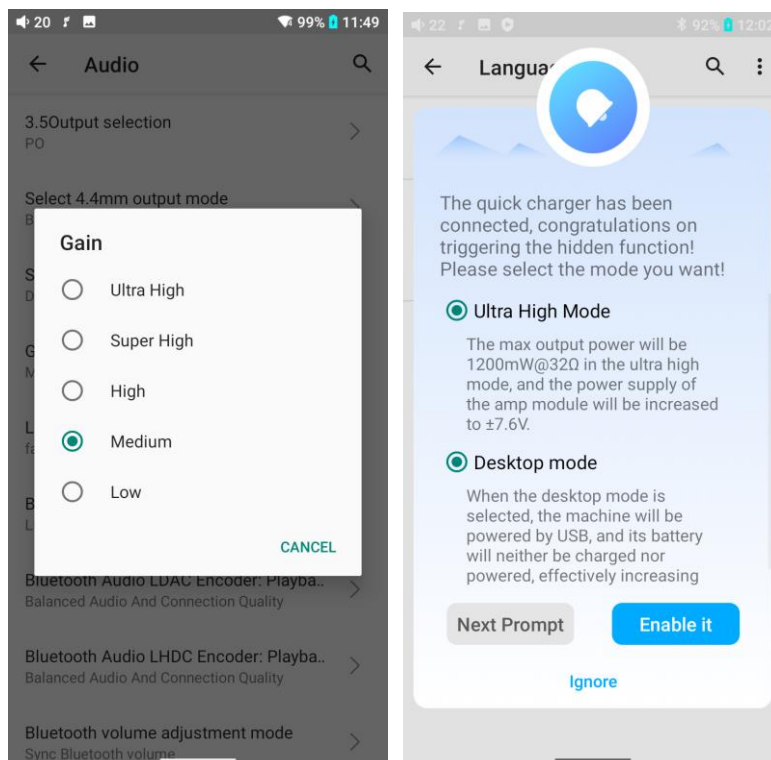 20 99% 11:49
Audio
3.5Output selection
PO
Select 4.4mm output mode
B
Gain
S
D
Ultra High
Super High
G
M
High
L
fa
Medium
B
L
Low
CANCEL
Bluetooth Audio LDAC Encoder: Playba..
Balanced Audio And Connection Quality
Bluetooth Audio LHDC Encoder: Playba..
Balanced Audio And Connection Quality
Bluetooth volume adjustment mode
Sync Bluetooth volume
22 92% 12:02
Langua
The quick charger has been
connected, congratulations on
triggering the hidden function!
Please select the mode you want!
Ultra High Mode
The max output power will be
1200mW@32Ω in the ultra high
mode, and the power supply of
the amp module will be increased
to ±7.6V.
Desktop mode
When the desktop mode is
selected, the machine will be
powered by USB, and its battery
will neither be charged nor
powered, effectively increasing
Next Prompt Enable it
Ignore